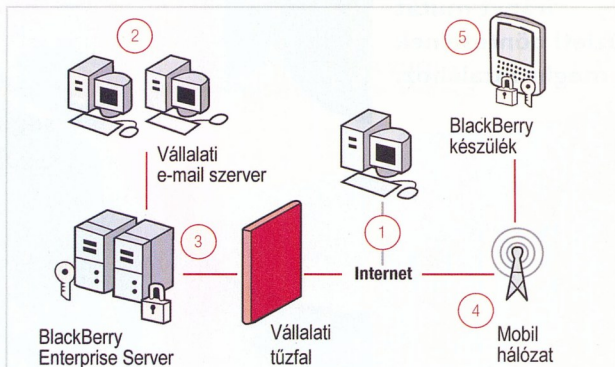 2
5
Vállalati
e-mail szerver
BlackBerry
készülék
1
3
Internet
4
BlackBerry
Enterprise Server
Vállalati
tűzfal
Mobil
hálózat